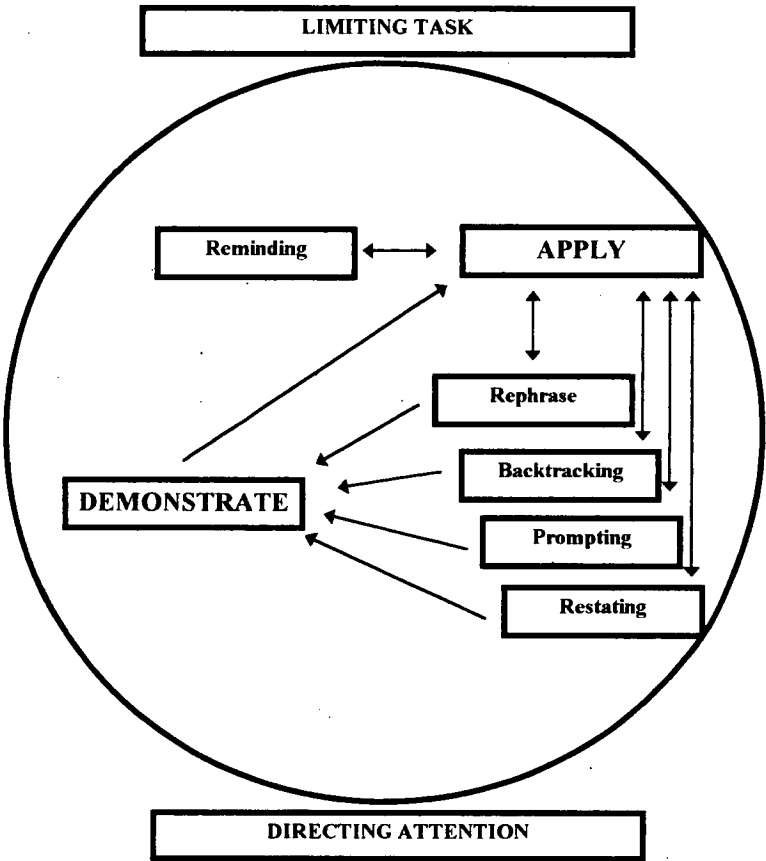 LIMITING TASK
Reminding
APPLY
Rephrase
Backtracking
DEMONSTRATE
Prompting
Restating
DIRECTING ATTENTION